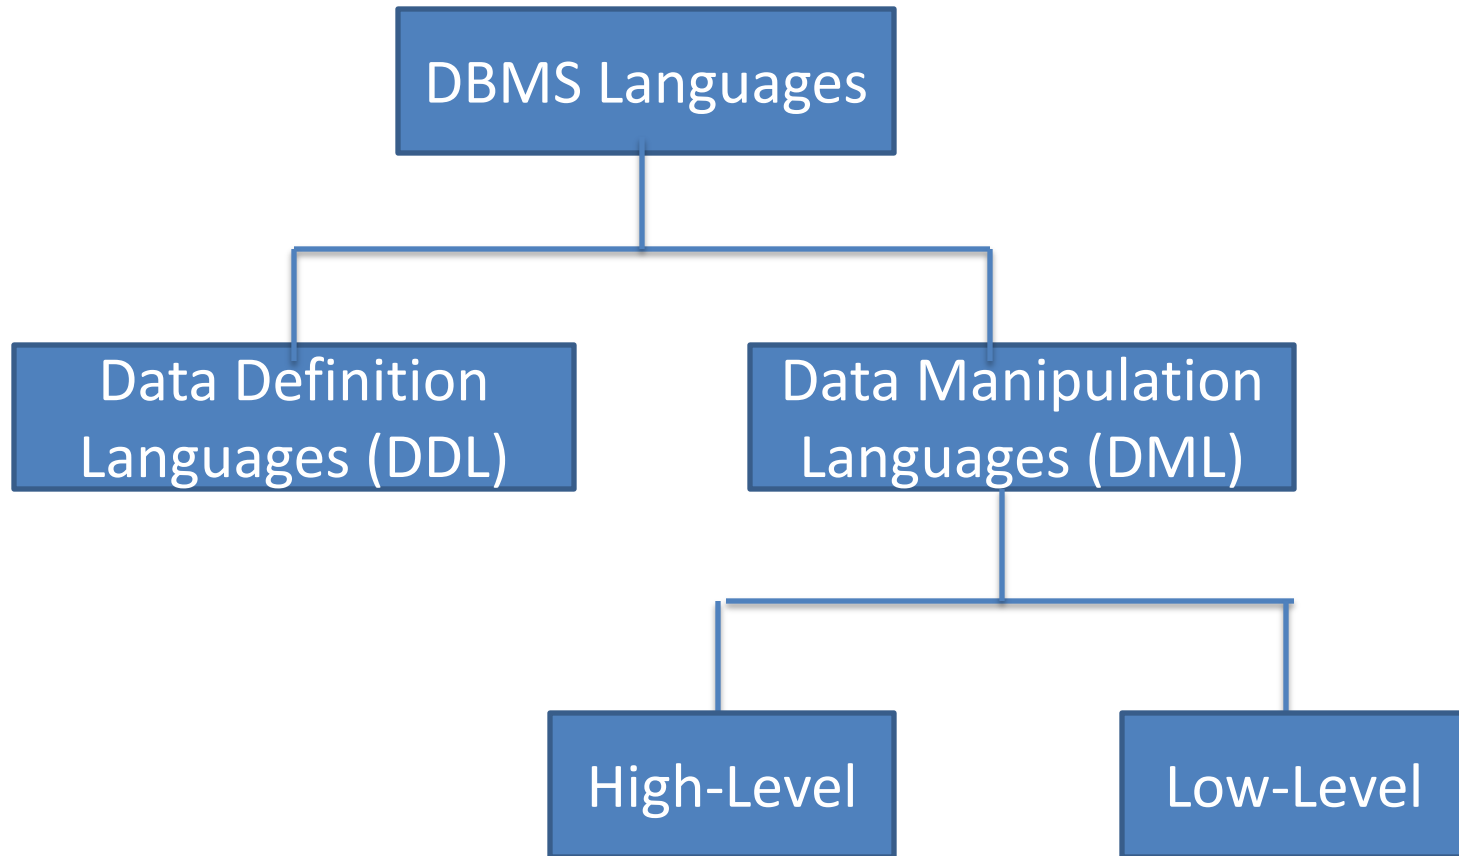 DBMS Languages
Data Definition
Languages (DDL)
Data Manipulation
Languages (DML)
High-Level
Low-Level